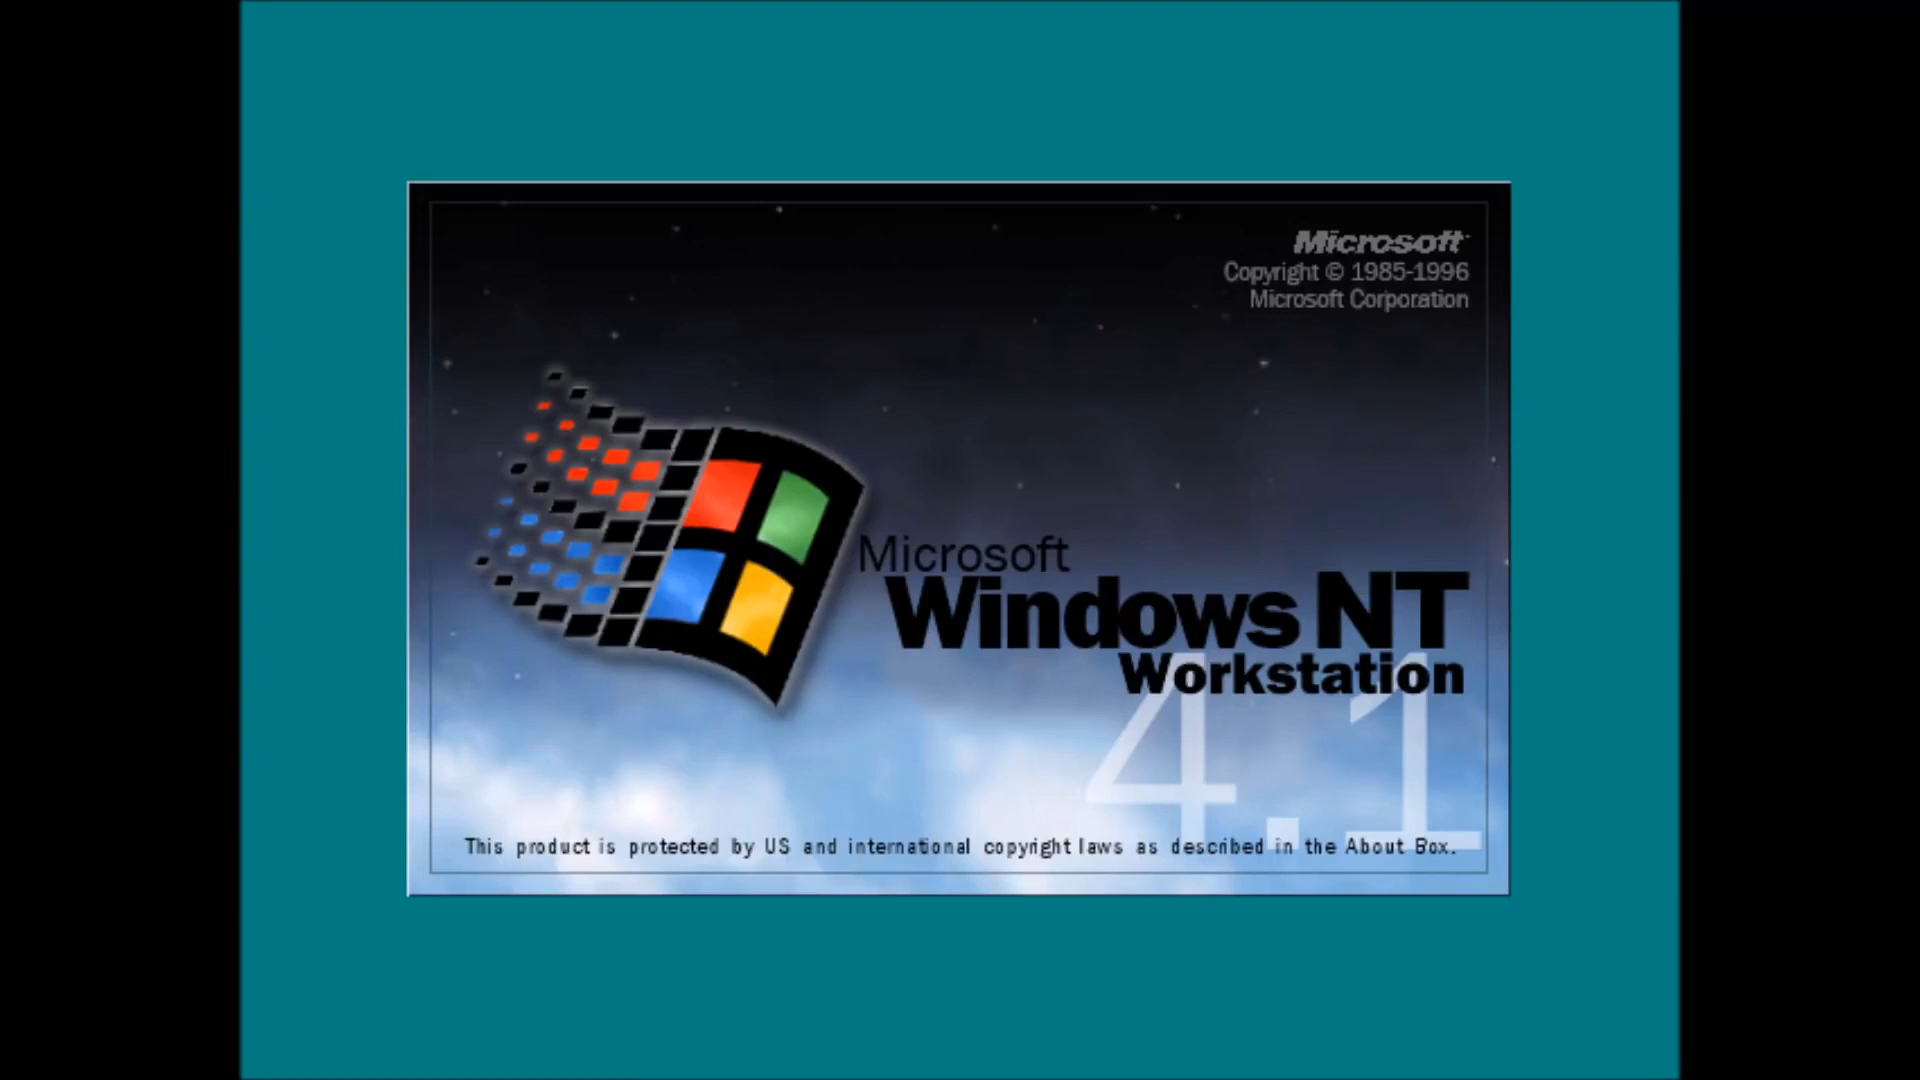 Microsoft
Copyright © 1985-1996
Microsoft Corporation
Microsoft
Windows NT
Workstation
4.1
This product is protected by US and international copyright laws as described in the About Box.